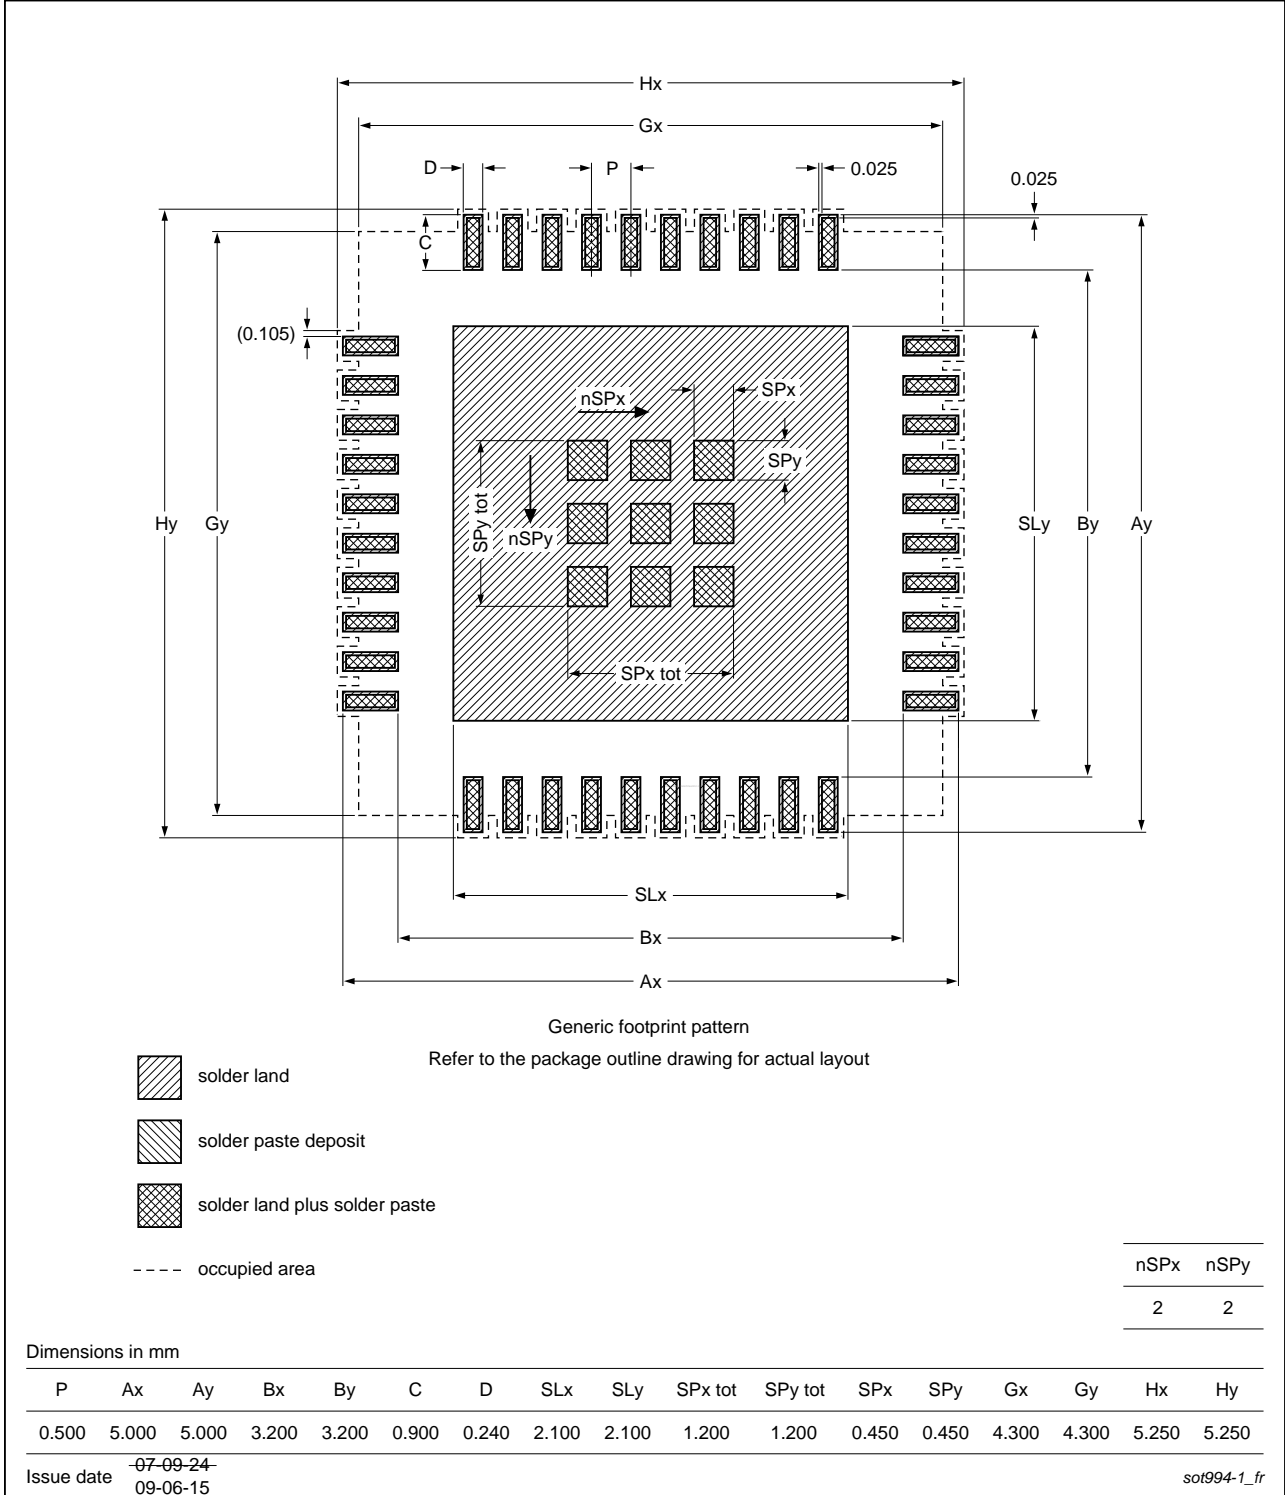 Hx
Gx
D
P
0.025
0.025
C
(0.105)
SPx
nSPx
SPy
SPy tot
nSPy
Hy
Gy
SLy
By
Ay
SPx tot
SLx
Bx
Ax
Generic footprint pattern
Refer to the package outline drawing for actual layout
solder land
solder paste deposit
solder land plus solder paste
occupied area
nSPx nSPy
2 2
Dimensions in mm
P Ax Ay Bx By C D SLx SLy SPx tot SPy tot SPx SPy Gx Gy Hx Hy
0.500 5.000 5.000 3.200 3.200 0.900 0.240 2.100 2.100 1.200 1.200 0.450 0.450 4.300 4.300 5.250 5.250
Issue date 07-09-24
09-06-15
sot994-1_fr